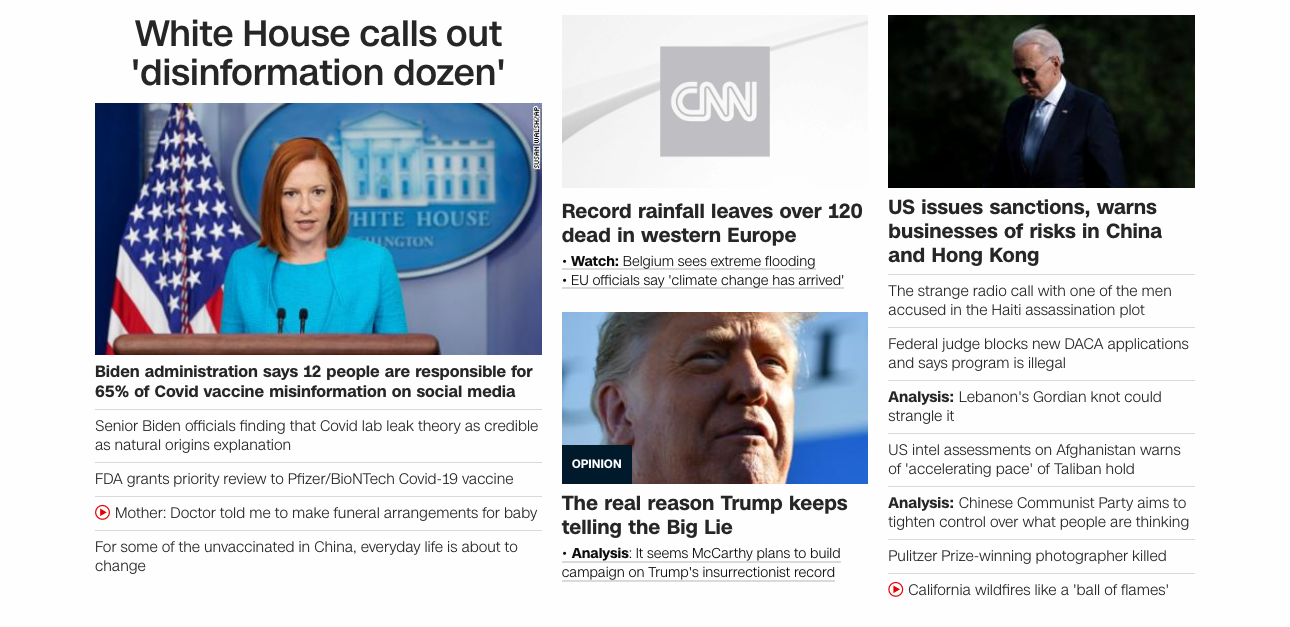 White House calls out
'disinformation dozen'
SUSAN WALSH/AP
WHITE HOUSE
WASHINGTON
Biden administration says 12 people are responsible for
65% of Covid vaccine misinformation on social media
Senior Biden officials finding that Covid lab leak theory as credible
as natural origins explanation
FDA grants priority review to Pfizer/BioNTech Covid-19 vaccine
Mother: Doctor told me to make funeral arrangements for baby
For some of the unvaccinated in China, everyday life is about to
change
CNN
Record rainfall leaves over 120
dead in western Europe
• Watch: Belgium sees extreme flooding
• EU officials say 'climate change has arrived'
OPINION
The real reason Trump keeps
telling the Big Lie
• Analysis: It seems McCarthy plans to build
campaign on Trump's insurrectionist record
US issues sanctions, warns
businesses of risks in China
and Hong Kong
The strange radio call with one of the men
accused in the Haiti assassination plot
Federal judge blocks new DACA applications
and says program is illegal
Analysis: Lebanon's Gordian knot could
strangle it
US intel assessments on Afghanistan warns
of 'accelerating pace' of Taliban hold
Analysis: Chinese Communist Party aims to
tighten control over what people are thinking
Pulitzer Prize-winning photographer killed
California wildfires like a 'ball of flames'